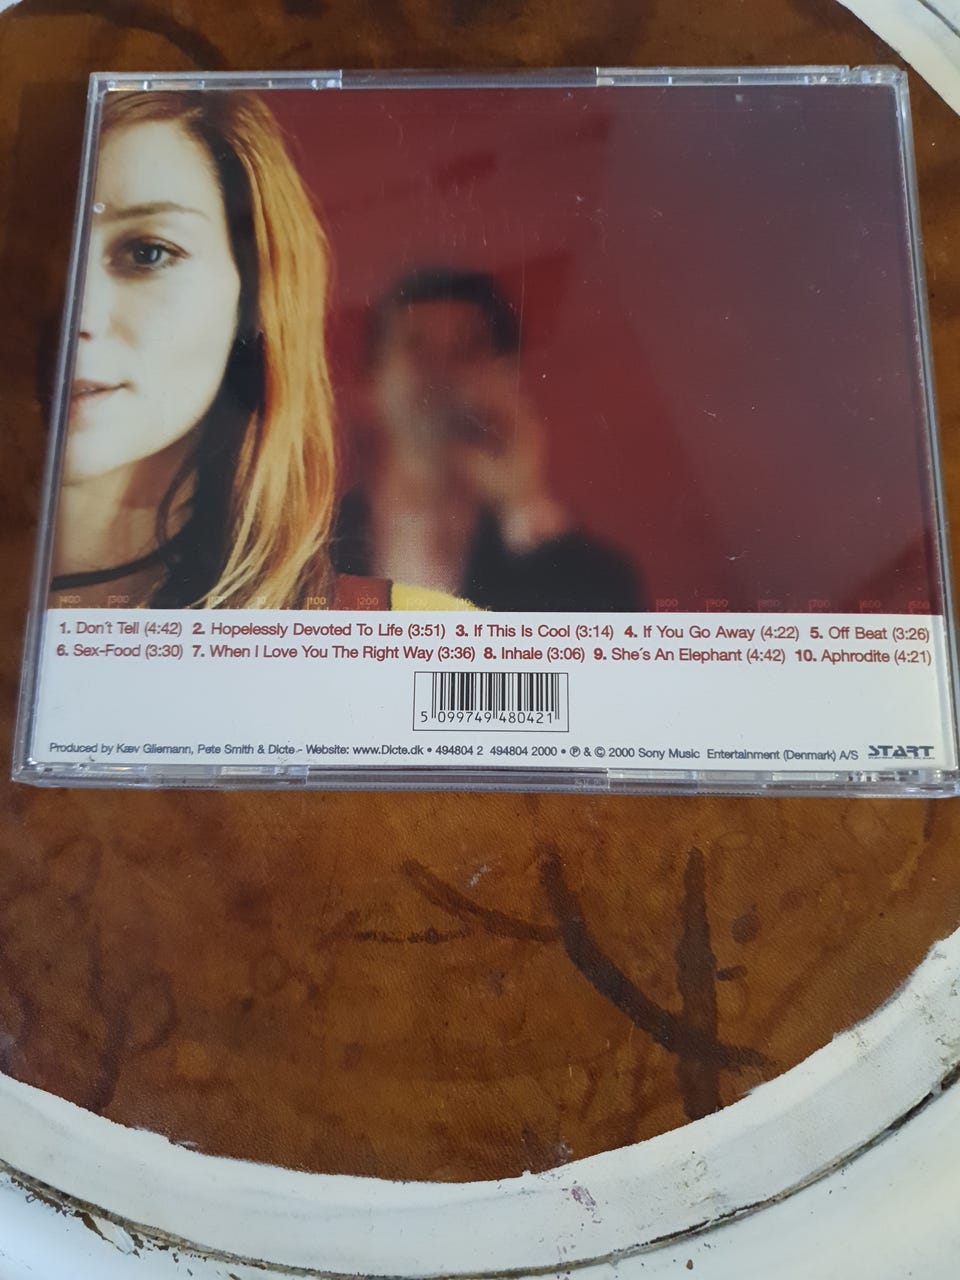 1. Don´t Tell (4:42) 2. Hopelessly Devoted To Life (3:51) 3. If This Is Cool (3:14) 4. If You Go Away (4:22) 5. Off Beat (3:26)
6. Sex-Food (3:30) 7. When I Love You The Right Way (3:36) 8. Inhale (3:06) 9. She´s An Elephant (4:42) 10. Aphrodite (4:21)
5 099749 480421
Produced by Kæv Gliemann, Pete Smith & Dicte - Website: www.Dicte.dk • 494804 2 494804 2000 • ℗ & © 2000 Sony Music Entertainment (Denmark) A/S START